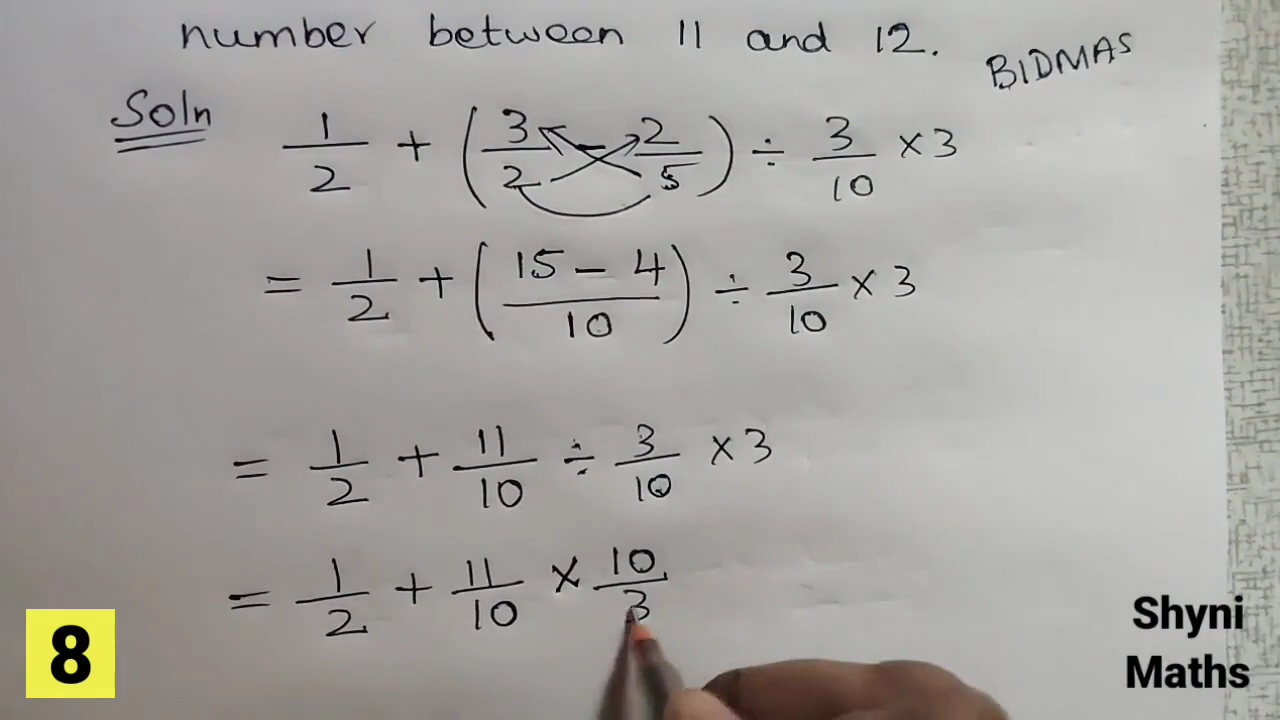 number between 11 and 12.
BIDMAS
Soln
1/2 + (3/2 - 2/5) ÷ 3/10 × 3
= 1/2 + (15 - 4/10) ÷ 3/10 × 3
= 1/2 + 11/10 ÷ 3/10 × 3
= 1/2 + 11/10 × 10/3
8
Shyni
Maths